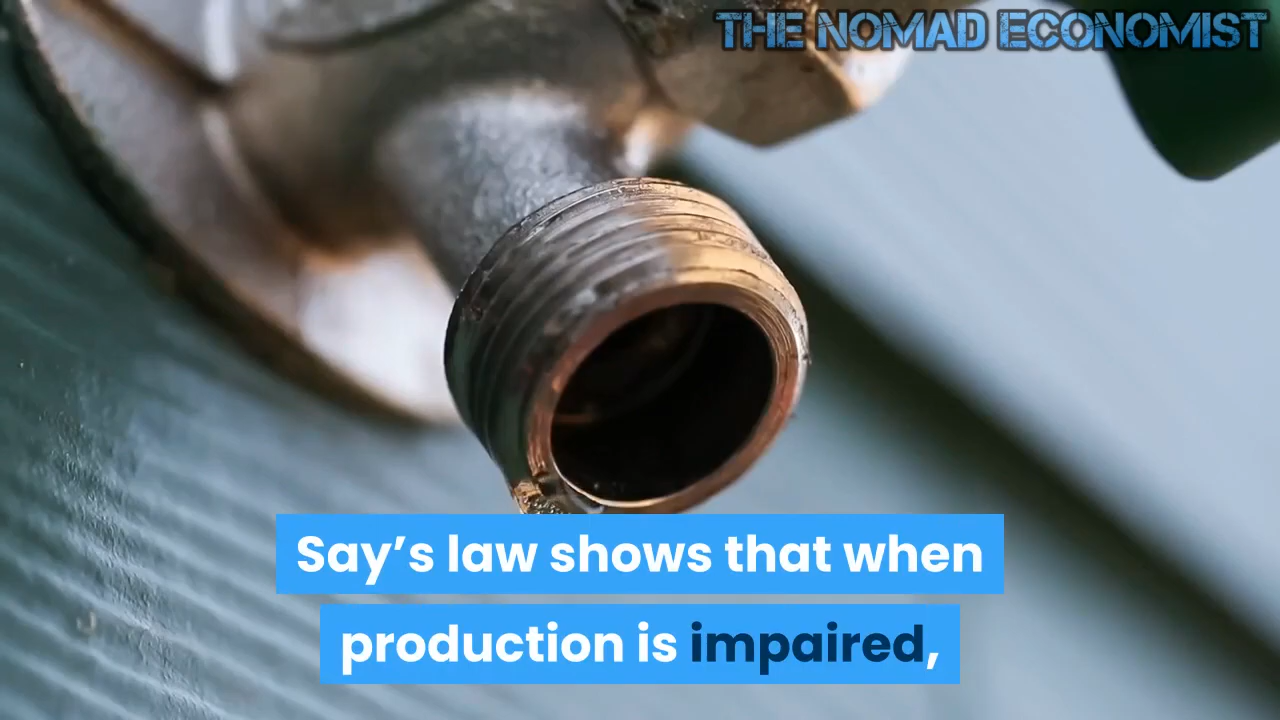 THE NOMAD ECONOMIST
Say’s law shows that when
production is impaired,